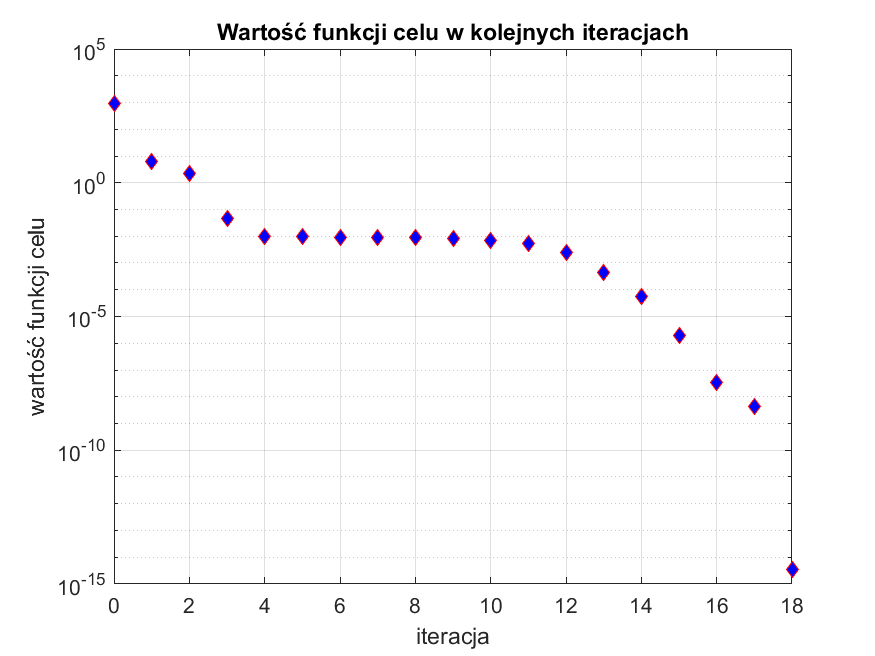 Wartość funkcji celu w kolejnych iteracjach
wartość funkcji celu
10^5
10^0
10^-5
10^-10
10^-15
0 2 4 6 8 10 12 14 16 18
iteracja